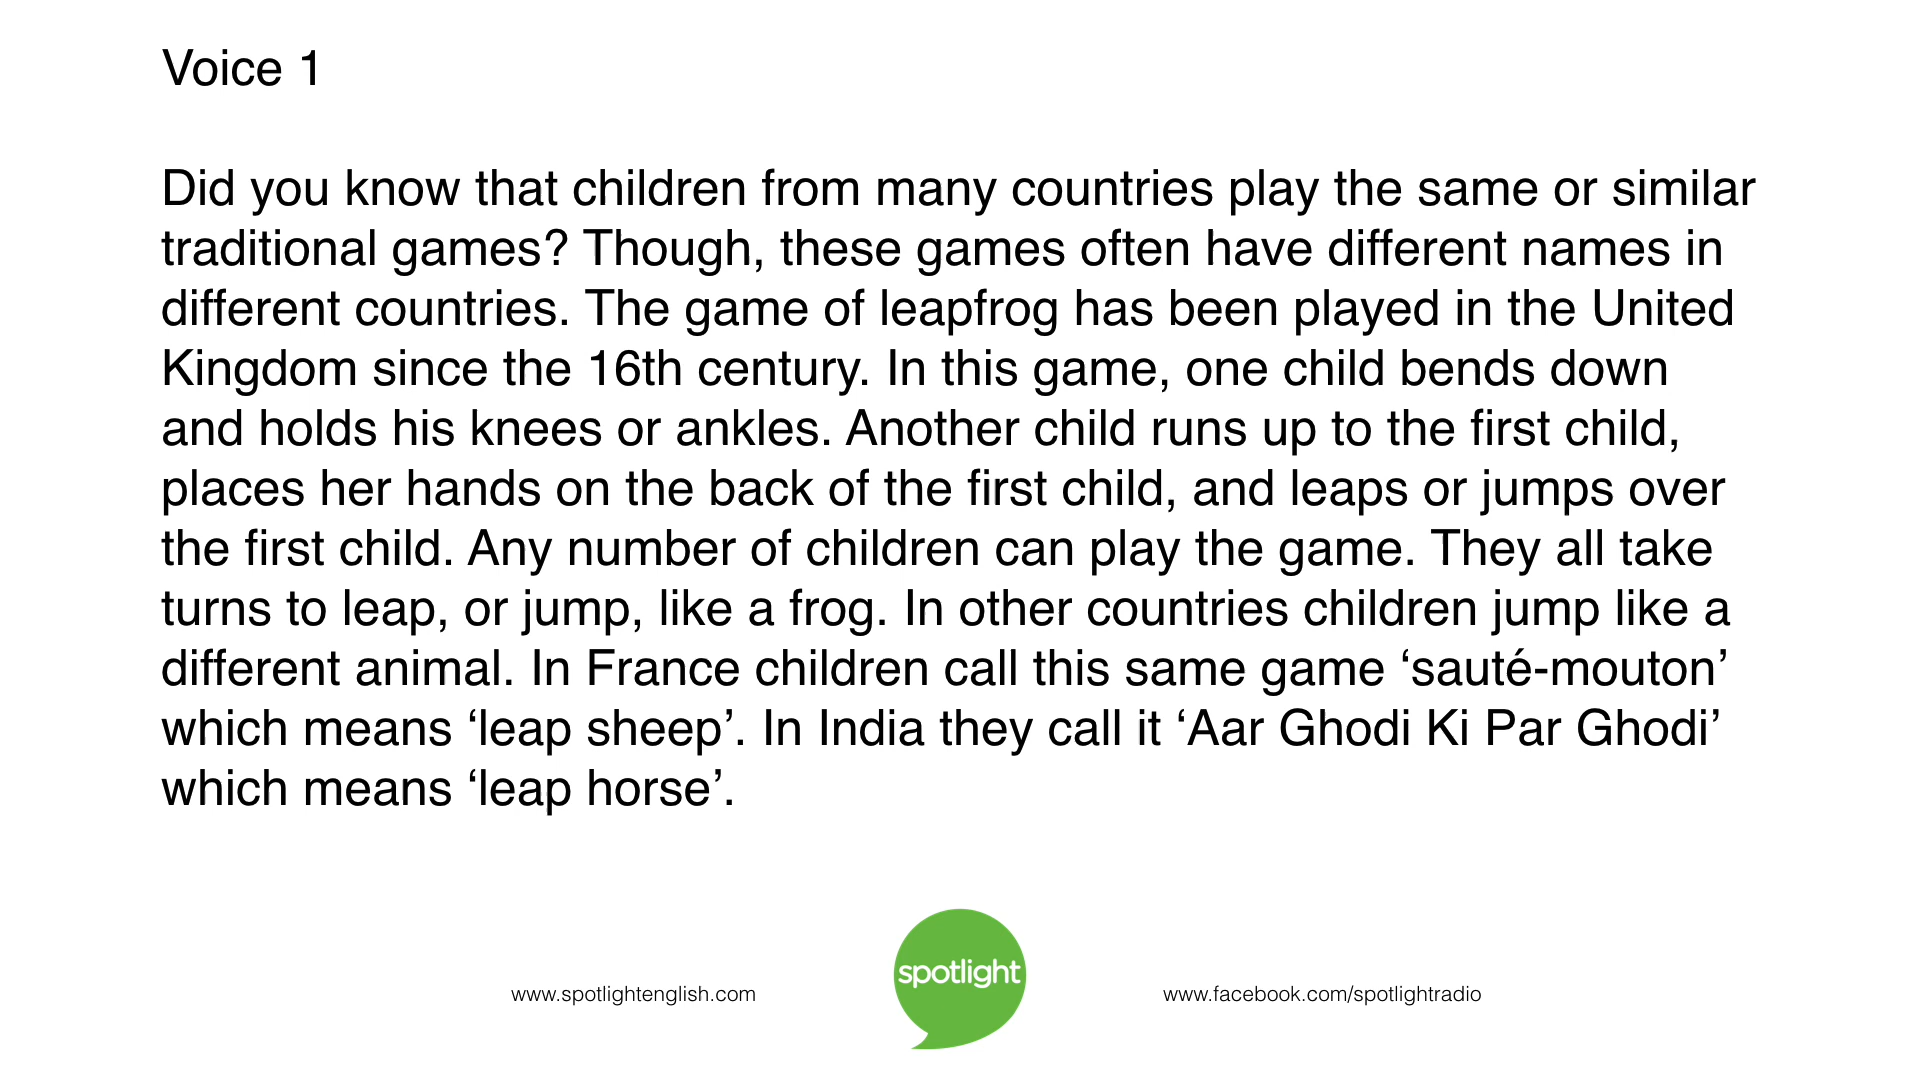 Voice 1
Did you know that children from many countries play the same or similar
traditional games? Though, these games often have different names in
different countries. The game of leapfrog has been played in the United
Kingdom since the 16th century. In this game, one child bends down
and holds his knees or ankles. Another child runs up to the first child,
places her hands on the back of the first child, and leaps or jumps over
the first child. Any number of children can play the game. They all take
turns to leap, or jump, like a frog. In other countries children jump like a
different animal. In France children call this same game ‘sauté-mouton’
which means ‘leap sheep’. In India they call it ‘Aar Ghodi Ki Par Ghodi’
which means ‘leap horse’.
www.spotlightenglish.com
spotlight
www.facebook.com/spotlightradio